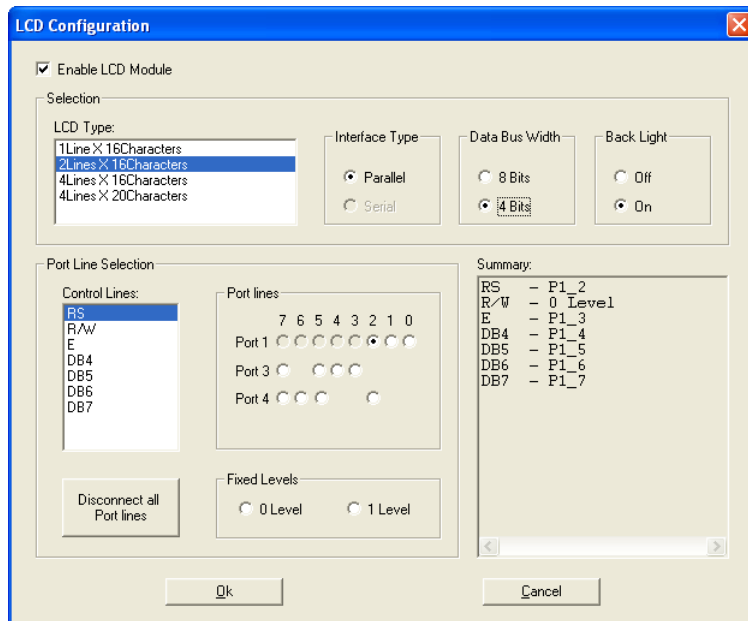 LCD Configuration
Enable LCD Module
Selection
LCD Type:
1Line X 16Characters
2Lines X 16Characters
4Lines X 16Characters
4Lines X 20Characters
Interface Type
Parallel
Serial
Data Bus Width
8 Bits
4 Bits
Back Light
Off
On
Port Line Selection
Control Lines:
RS
R/W
E
DB4
DB5
DB6
DB7
Port lines
7 6 5 4 3 2 1 0
Port 1
Port 3
Port 4
Disconnect all
Port lines
Fixed Levels
0 Level
1 Level
Summary:
RS - P1_2
R/W - 0 Level
E - P1_3
DB4 - P1_4
DB5 - P1_5
DB6 - P1_6
DB7 - P1_7
Ok
Cancel